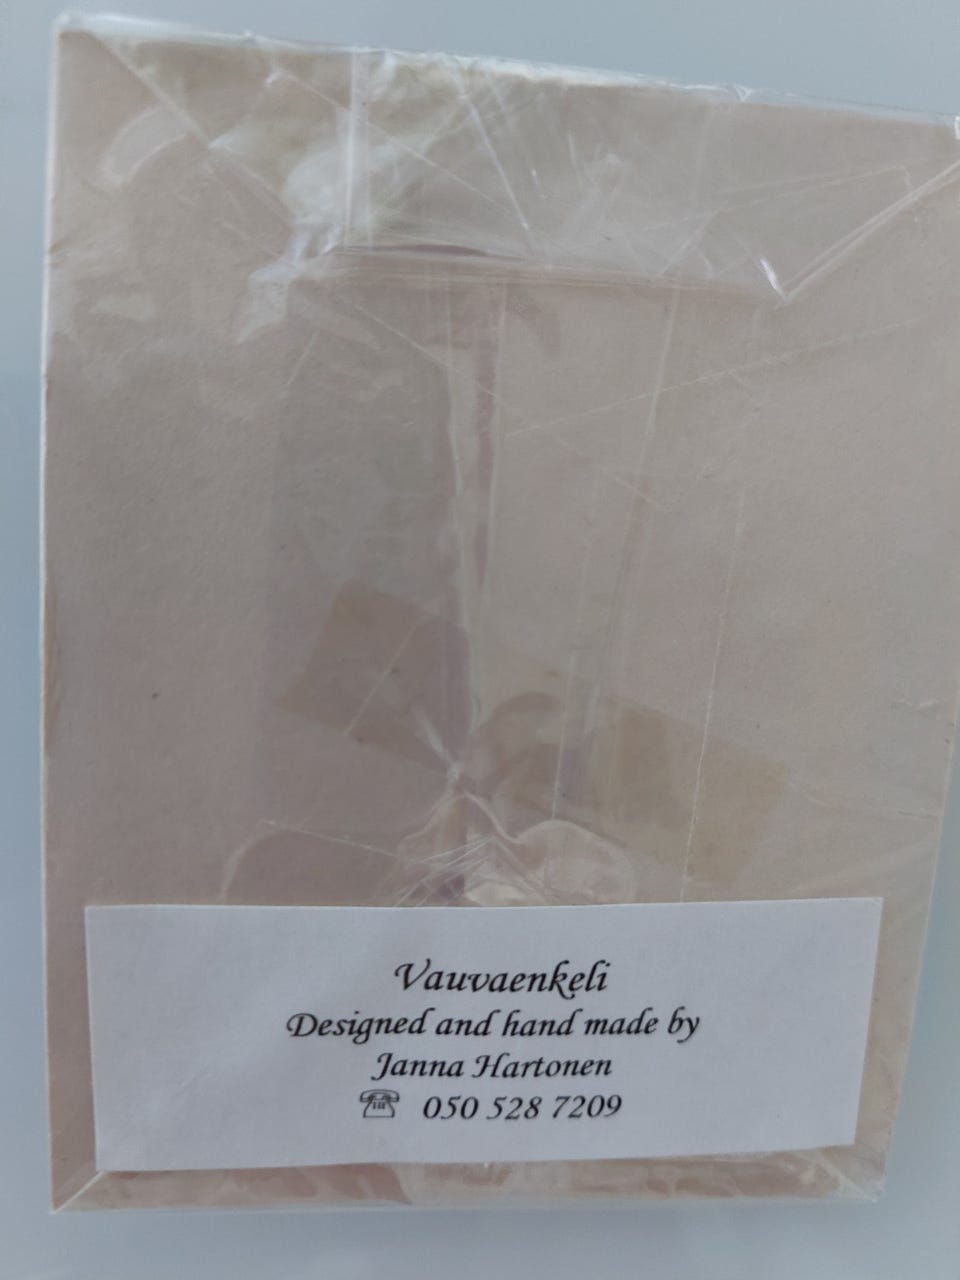 Vauvaenkeli
Designed and hand made by
Janna Hartonen
☏ 050 528 7209